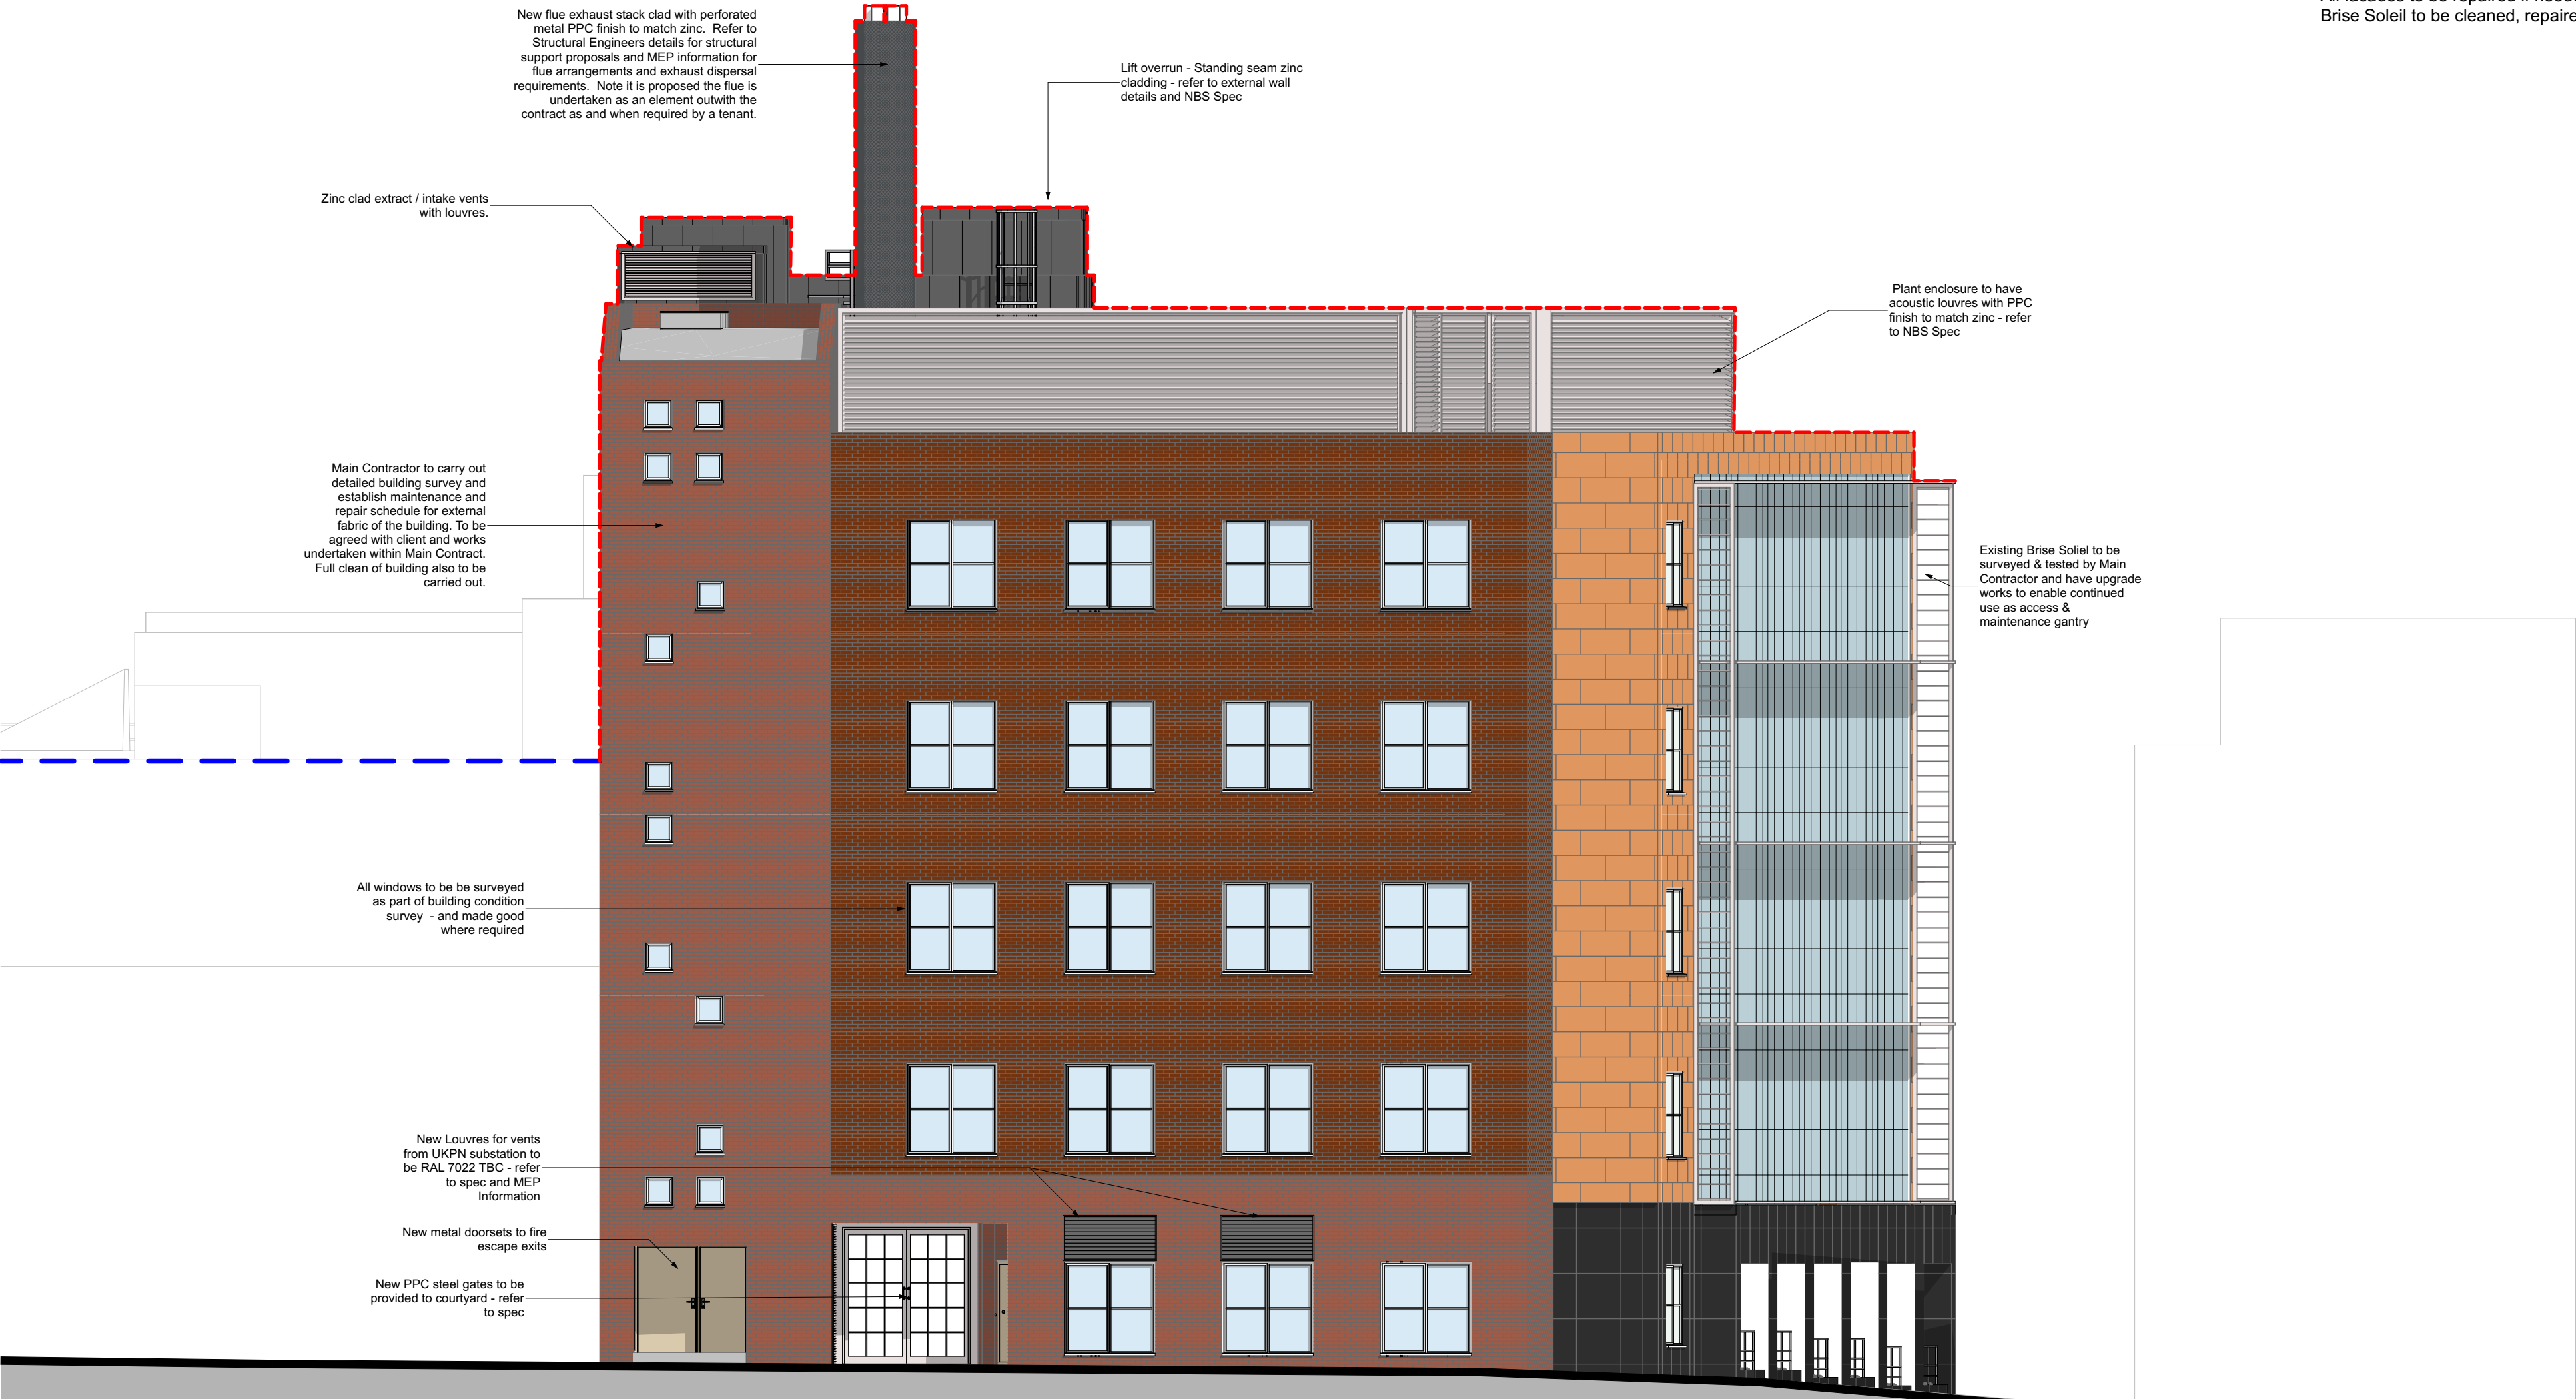 All facades to be repaired if neede
Brise Soleil to be cleaned, repaire
New flue exhaust stack clad with perforated
metal PPC finish to match zinc.  Refer to
Structural Engineers details for structural
support proposals and MEP information for
flue arrangements and exhaust dispersal
requirements.  Note it is proposed the flue is
undertaken as an element outwith the
contract as and when required by a tenant.
Lift overrun - Standing seam zinc
cladding - refer to external wall
details and NBS Spec
Zinc clad extract / intake vents
with louvres.
Plant enclosure to have
acoustic louvres with PPC
finish to match zinc - refer
to NBS Spec
Main Contractor to carry out
detailed building survey and
establish maintenance and
repair schedule for external
fabric of the building. To be
agreed with client and works
undertaken within Main Contract.
Full clean of building also to be
carried out.
Existing Brise Soliel to be
surveyed & tested by Main
Contractor and have upgrade
works to enable continued
use as access &
maintenance gantry
All windows to be be surveyed
as part of building condition
survey  - and made good
where required
New Louvres for vents
from UKPN substation to
be RAL 7022 TBC - refer
to spec and MEP
Information
New metal doorsets to fire
escape exits
New PPC steel gates to be
provided to courtyard - refer
to spec